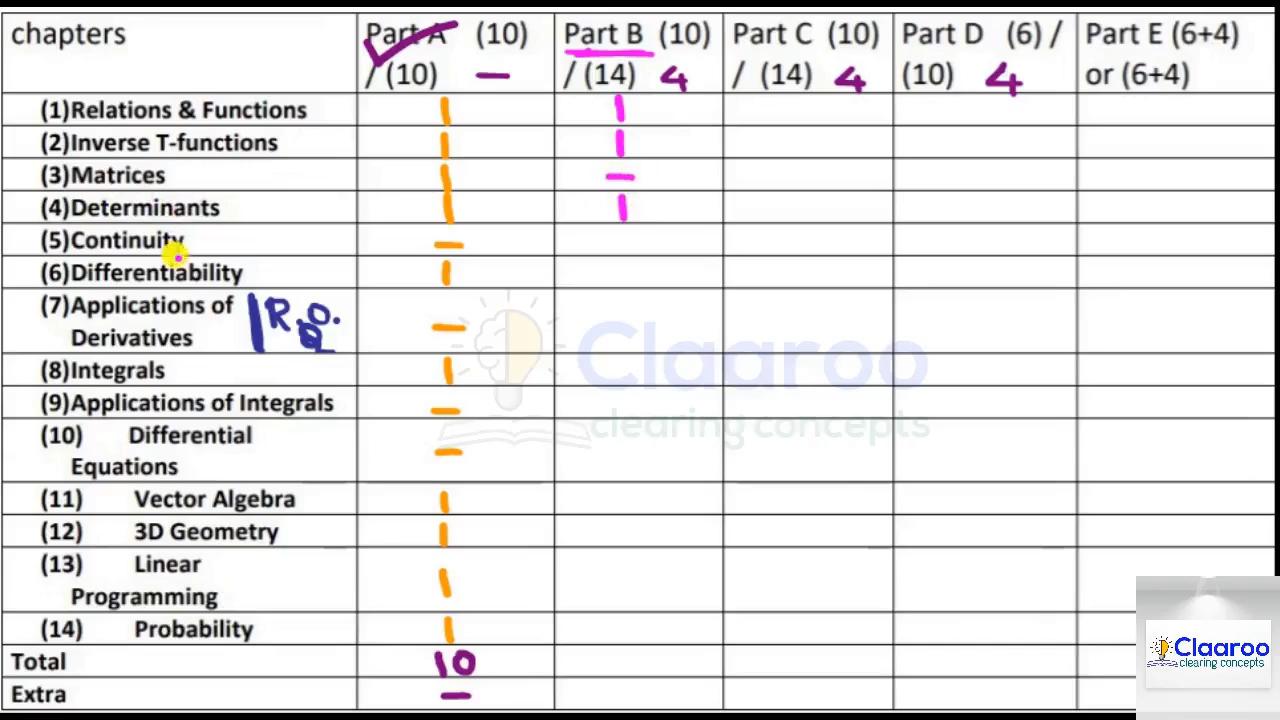 chapters Part A (10) Part B (10) Part C (10) Part D (6) / Part E (6+4)
/ (10) — / (14) 4 / (14) 4 (10) 4 or (6+4)
(1)Relations & Functions | |
(2)Inverse T-functions | |
(3)Matrices | —
(4)Determinants | |
(5)Continuity —
(6)Differentiability |
(7)Applications of R.O.
Derivatives —
(8)Integrals |
(9)Applications of Integrals —
(10) Differential
Equations —
(11) Vector Algebra |
(12) 3D Geometry |
(13) Linear
Programming |
(14) Probability |
Total 10
Extra —
Claaroo
clearing concepts
Claaroo
clearing concepts